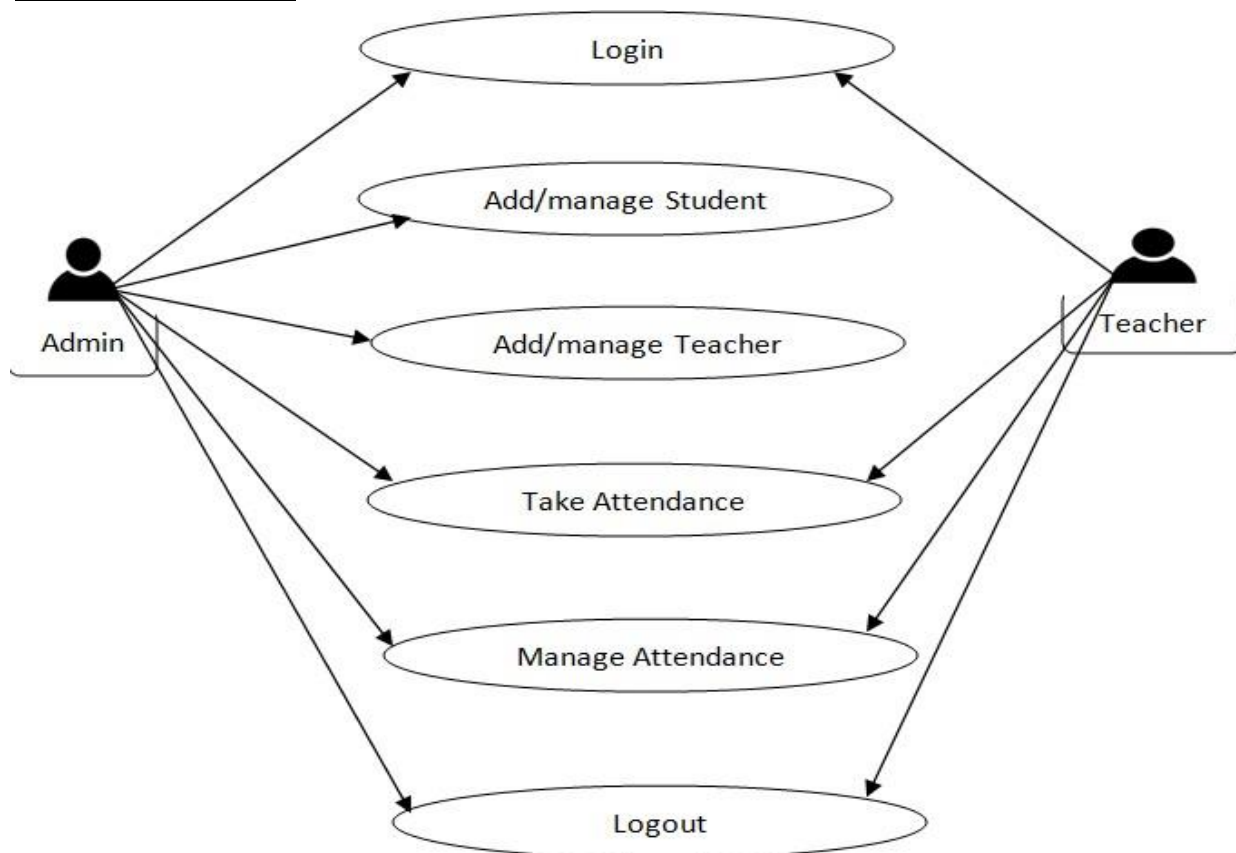 Login
Add/manage Student
Admin
Add/manage Teacher
Teacher
Take Attendance
Manage Attendance
Logout